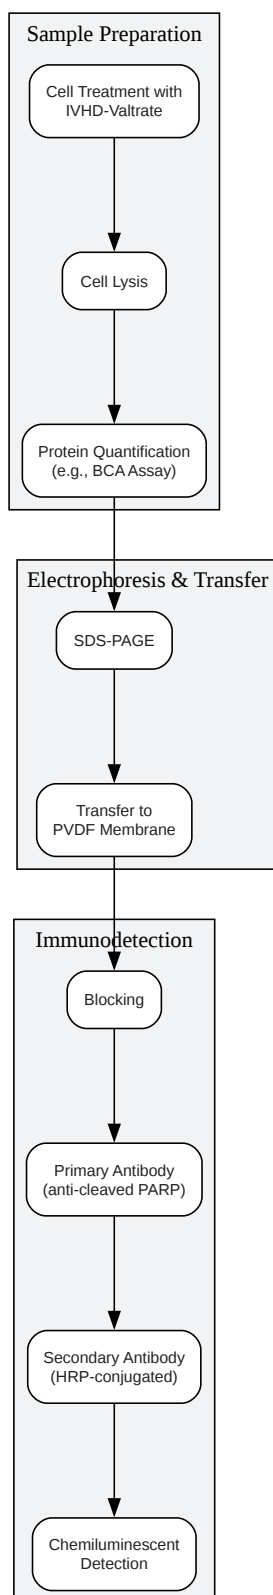 Sample Preparation
Cell Treatment with
IVHD-Valtrate
Cell Lysis
Protein Quantification
(e.g., BCA Assay)
Electrophoresis & Transfer
SDS-PAGE
Transfer to
PVDF Membrane
Immunodetection
Blocking
Primary Antibody
(anti-cleaved PARP)
Secondary Antibody
(HRP-conjugated)
Chemiluminescent
Detection